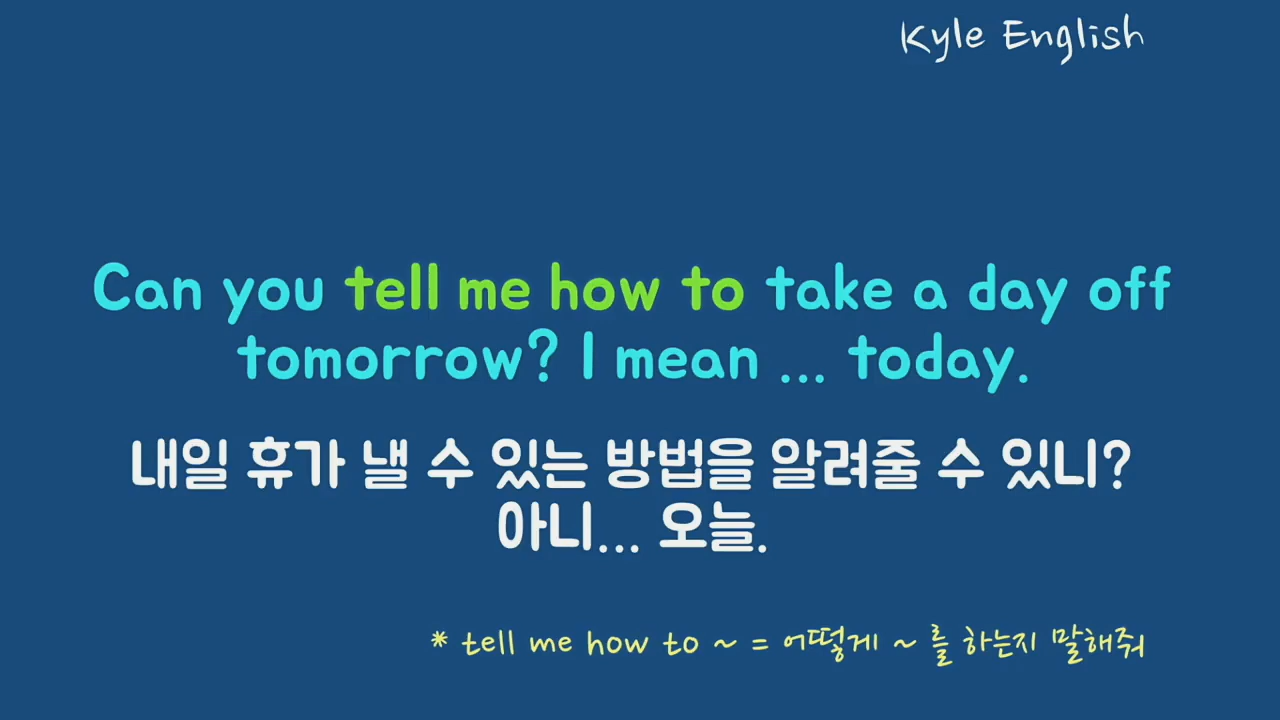 Kyle English
Can you tell me how to take a day off
tomorrow? I mean ... today.
내일 휴가 낼 수 있는 방법을 알려줄 수 있니?
아니... 오늘.
* tell me how to ~ = 어떻게 ~ 를 하는지 말해줘